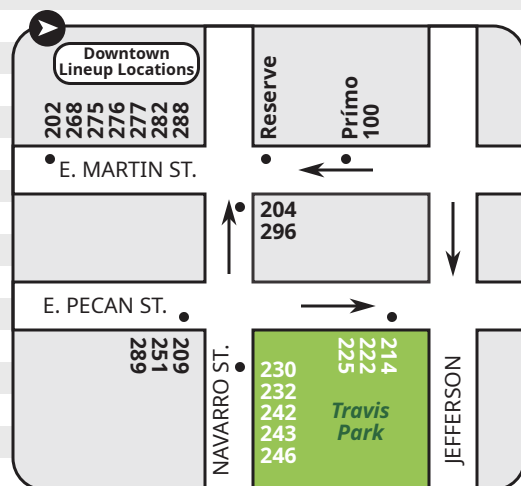 Downtown
Lineup Locations
202
268
275
276
277
282
288
Reserve
Prímo
100
E. MARTIN ST.
204
296
E. PECAN ST.
289
251
209
NAVARRO ST.
230
232
242
243
246
225
222
214
Travis
Park
JEFFERSON